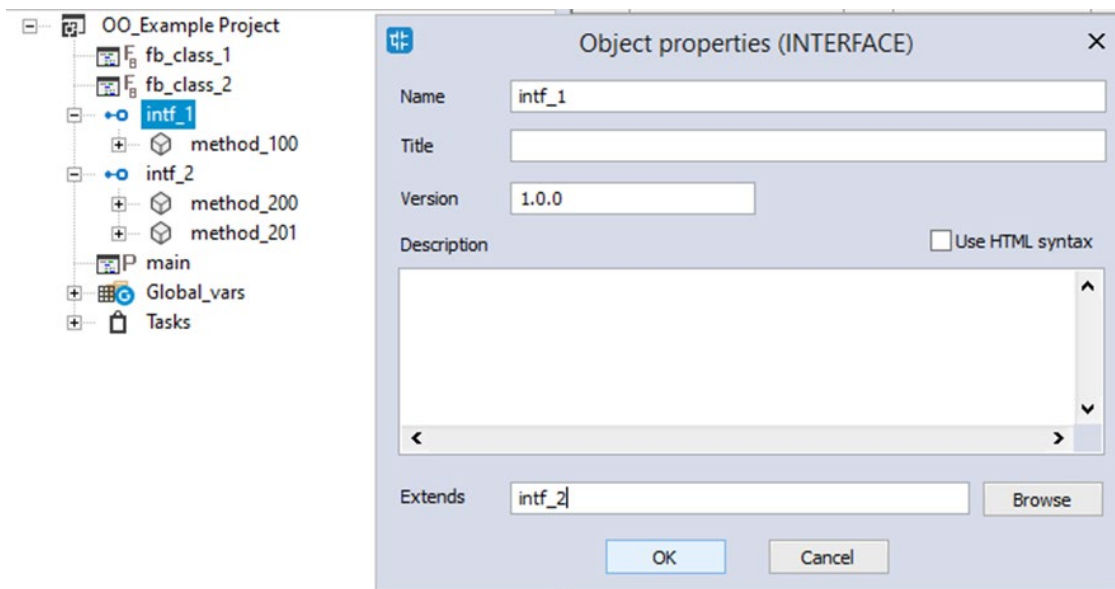 OO_Example Project
fb_class_1
fb_class_2
intf_1
method_100
intf_2
method_200
method_201
P main
Global_vars
Tasks
Object properties (INTERFACE)
Name intf_1
Title
Version 1.0.0
Description Use HTML syntax
Extends intf_2 Browse
OK Cancel